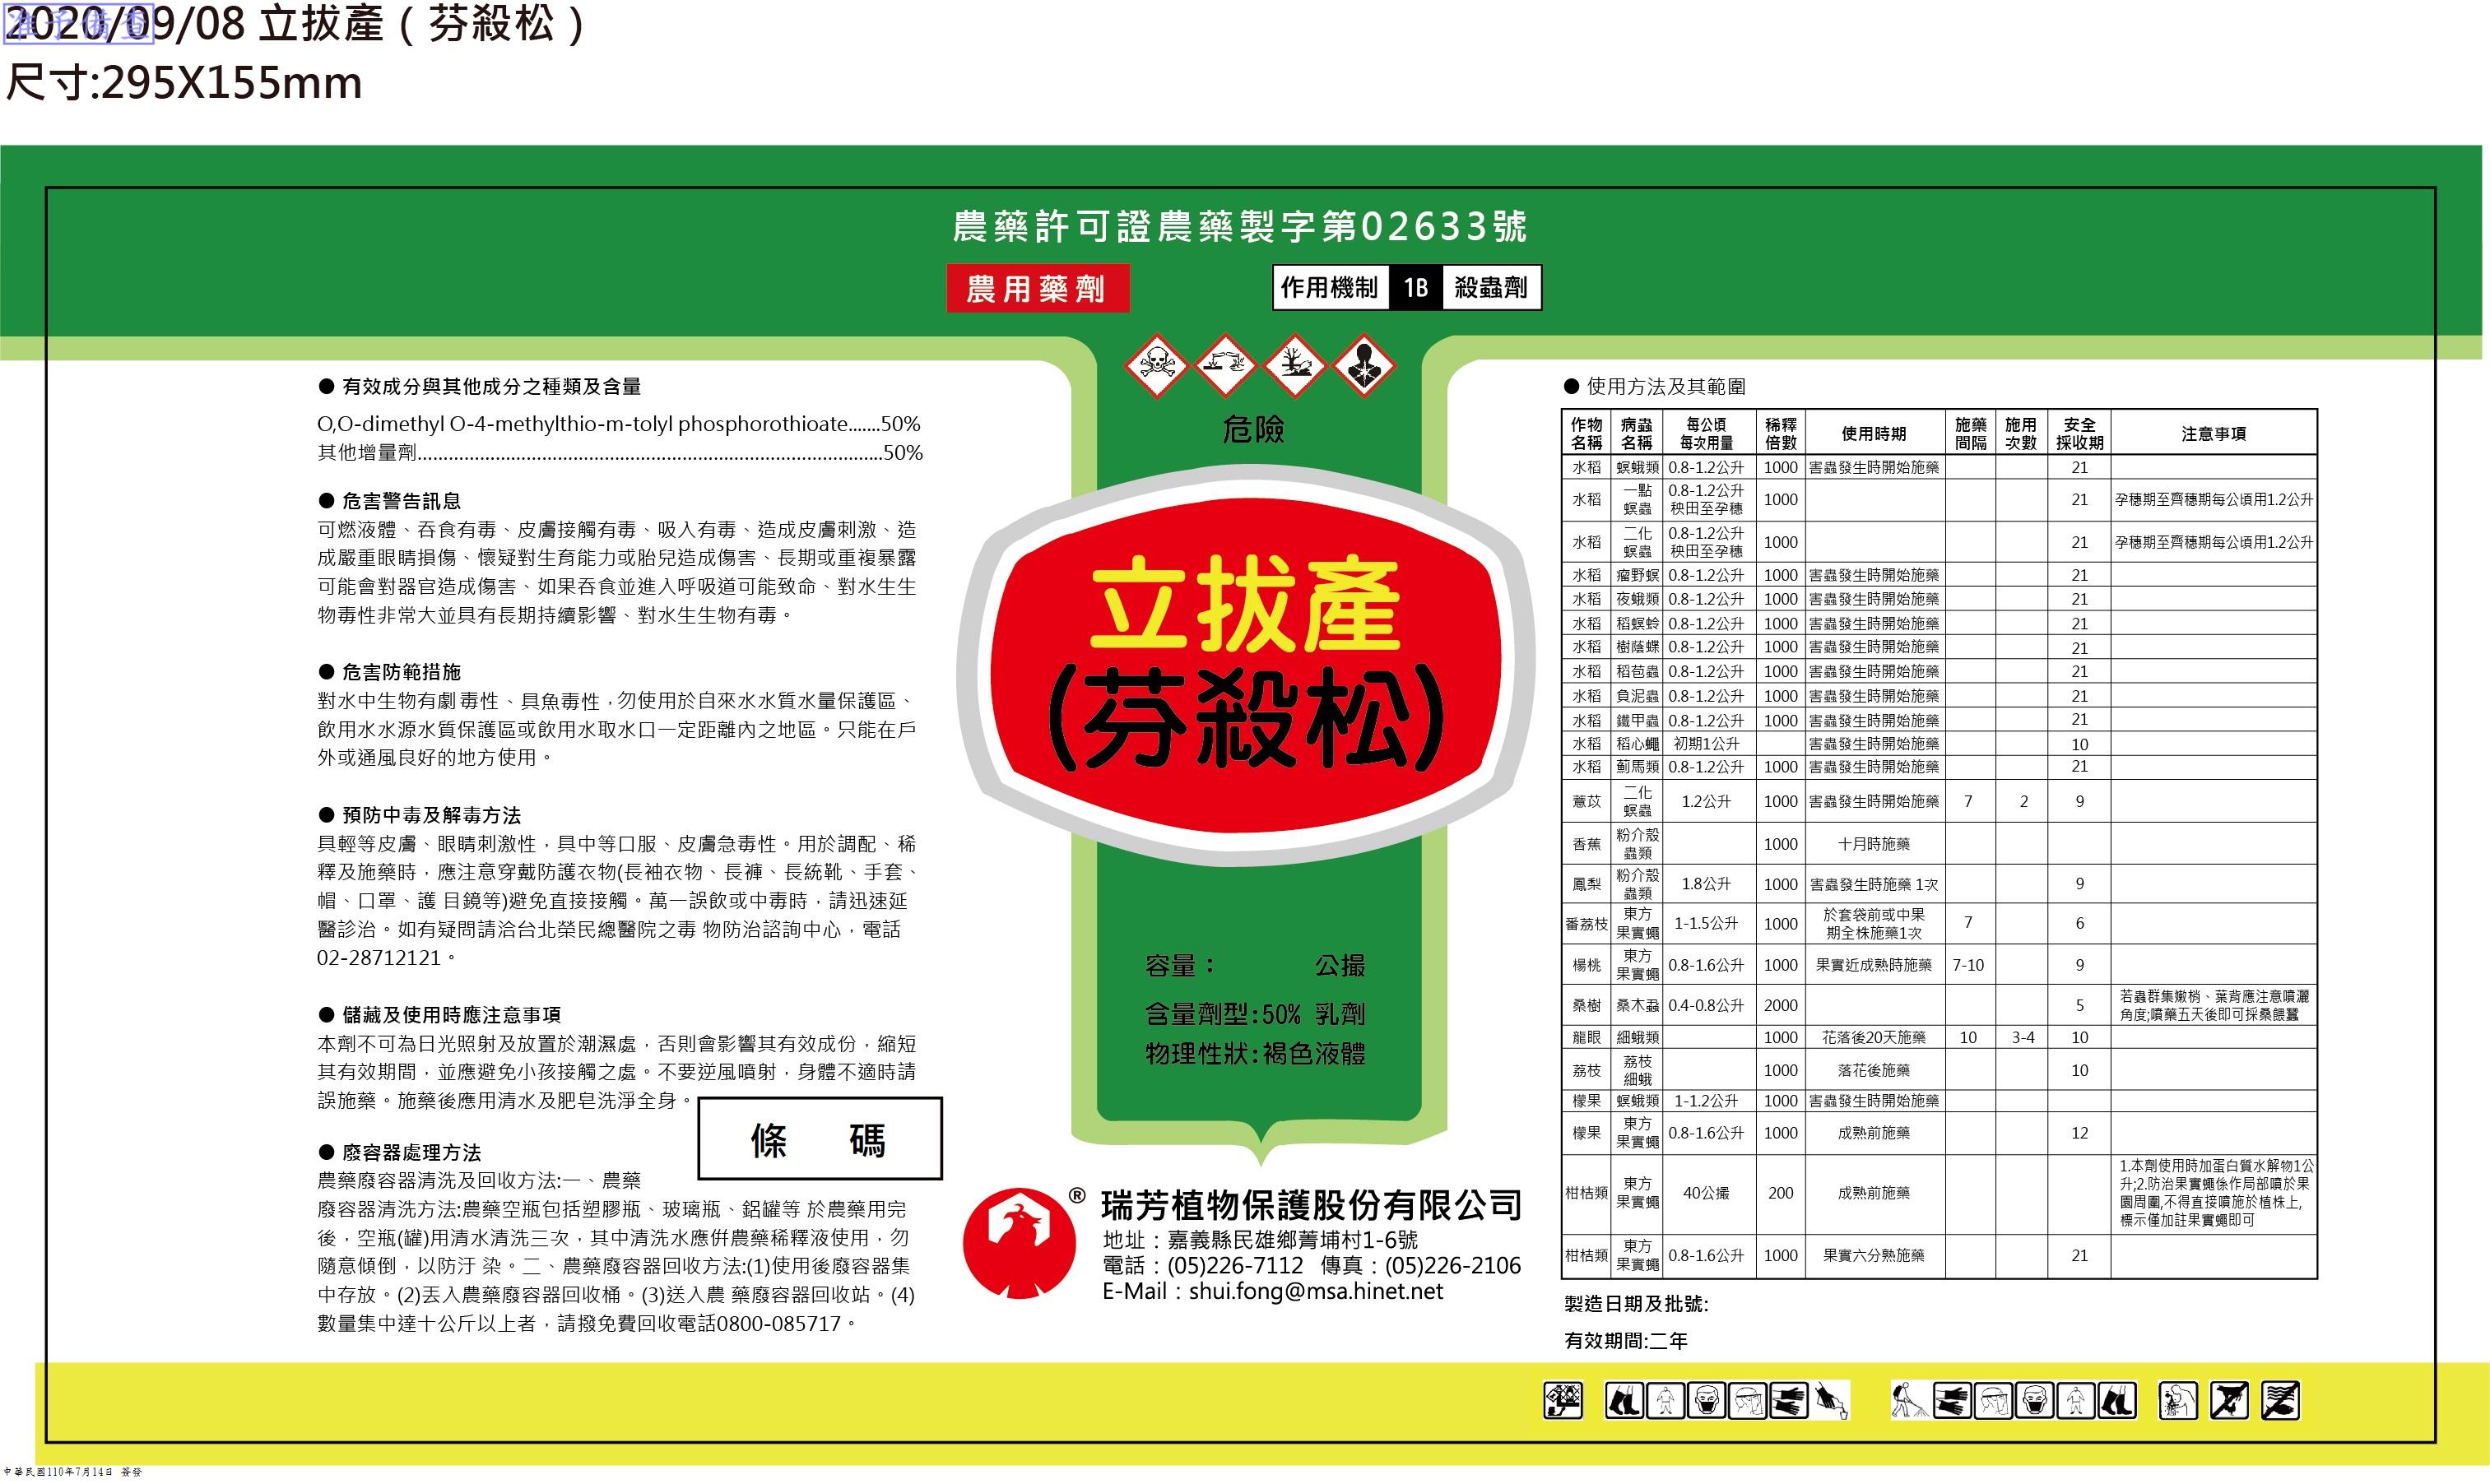 2020/09/08 立拔產（芬殺松）
准予備查
尺寸:295X155mm
農藥許可證農藥製字第02633號
農用藥劑
作用機制 1B 殺蟲劑
危險
立拔產
(芬殺松)
容量： 公撮
含量劑型:50% 乳劑
物理性狀:褐色液體
® 瑞芳植物保護股份有限公司
地址：嘉義縣民雄鄉菁埔村1-6號
電話：(05)226-7112 傳真：(05)226-2106
E-Mail：shui.fong@msa.hinet.net
● 有效成分與其他成分之種類及含量
O,O-dimethyl O-4-methylthio-m-tolyl phosphorothioate.......50%
其他增量劑...........................................................................................50%
● 危害警告訊息
可燃液體、吞食有毒、皮膚接觸有毒、吸入有毒、造成皮膚刺激、造
成嚴重眼睛損傷、懷疑對生育能力或胎兒造成傷害、長期或重複暴露
可能會對器官造成傷害、如果吞食並進入呼吸道可能致命、對水生生
物毒性非常大並具有長期持續影響、對水生生物有毒。
● 危害防範措施
對水中生物有劇毒性、具魚毒性，勿使用於自來水水質水量保護區、
飲用水水源水質保護區或飲用水取水口一定距離內之地區。只能在戶
外或通風良好的地方使用。
● 預防中毒及解毒方法
具輕等皮膚、眼睛刺激性，具中等口服、皮膚急毒性。用於調配、稀
釋及施藥時，應注意穿戴防護衣物(長袖衣物、長褲、長統靴、手套、
帽、口罩、護 目鏡等)避免直接接觸。萬一誤飲或中毒時，請迅速延
醫診治。如有疑問請洽台北榮民總醫院之毒 物防治諮詢中心，電話
02-28712121。
● 儲藏及使用時應注意事項
本劑不可為日光照射及放置於潮濕處，否則會影響其有效成份，縮短
其有效期間，並應避免小孩接觸之處。不要逆風噴射，身體不適時請
誤施藥。施藥後應用清水及肥皂洗淨全身。
條 碼
● 廢容器處理方法
農藥廢容器清洗及回收方法:一、農藥
廢容器清洗方法:農藥空瓶包括塑膠瓶、玻璃瓶、鋁罐等 於農藥用完
後，空瓶(罐)用清水清洗三次，其中清洗水應併農藥稀釋液使用，勿
隨意傾倒，以防汙 染。二、農藥廢容器回收方法:(1)使用後廢容器集
中存放。(2)丟入農藥廢容器回收桶。(3)送入農 藥廢容器回收站。(4)
數量集中達十公斤以上者，請撥免費回收電話0800-085717。
● 使用方法及其範圍
作物名稱 病蟲名稱 每公頃每次用量 稀釋倍數 使用時期 施藥間隔 施用次數 安全採收期 注意事項
水稻 螟蛾類 0.8-1.2公升 1000 害蟲發生時開始施藥 21
水稻 一點螟蟲 0.8-1.2公升秧田至孕穗 1000 21 孕穗期至齊穗期每公頃用1.2公升
水稻 二化螟蟲 0.8-1.2公升秧田至孕穗 1000 21 孕穗期至齊穗期每公頃用1.2公升
水稻 瘤野螟 0.8-1.2公升 1000 害蟲發生時開始施藥 21
水稻 夜蛾類 0.8-1.2公升 1000 害蟲發生時開始施藥 21
水稻 稻螟蛉 0.8-1.2公升 1000 害蟲發生時開始施藥 21
水稻 樹蔭蝶 0.8-1.2公升 1000 害蟲發生時開始施藥 21
水稻 稻苞蟲 0.8-1.2公升 1000 害蟲發生時開始施藥 21
水稻 負泥蟲 0.8-1.2公升 1000 害蟲發生時開始施藥 21
水稻 鐵甲蟲 0.8-1.2公升 1000 害蟲發生時開始施藥 21
水稻 稻心蠅 初期1公升 害蟲發生時開始施藥 10
水稻 薊馬類 0.8-1.2公升 1000 害蟲發生時開始施藥 21
薏苡 二化螟蟲 1.2公升 1000 害蟲發生時開始施藥 7 2 9
香蕉 粉介殼蟲類 1000 十月時施藥
鳳梨 粉介殼蟲類 1.8公升 1000 害蟲發生時施藥 1次 9
番荔枝 東方果實蠅 1-1.5公升 1000 於套袋前或中果期全株施藥1次 7 6
楊桃 東方果實蠅 0.8-1.6公升 1000 果實近成熟時施藥 7-10 9
桑樹 桑木蝨 0.4-0.8公升 2000 5 若蟲群集嫩梢、葉背應注意噴灑角度;噴藥五天後即可採桑餵蠶
龍眼 細蛾類 1000 花落後20天施藥 10 3-4 10
荔枝 荔枝細蛾 1000 落花後施藥 10
檬果 螟蛾類 1-1.2公升 1000 害蟲發生時開始施藥
檬果 東方果實蠅 0.8-1.6公升 1000 成熟前施藥 12
柑桔類 東方果實蠅 40公撮 200 成熟前施藥 1.本劑使用時加蛋白質水解物1公升;2.防治果實蠅係作局部噴於果園周圍,不得直接噴施於植株上,標示僅加註果實蠅即可
柑桔類 東方果實蠅 0.8-1.6公升 1000 果實六分熟施藥 21
製造日期及批號:
有效期間:二年
中華民國110年7月14日 簽發